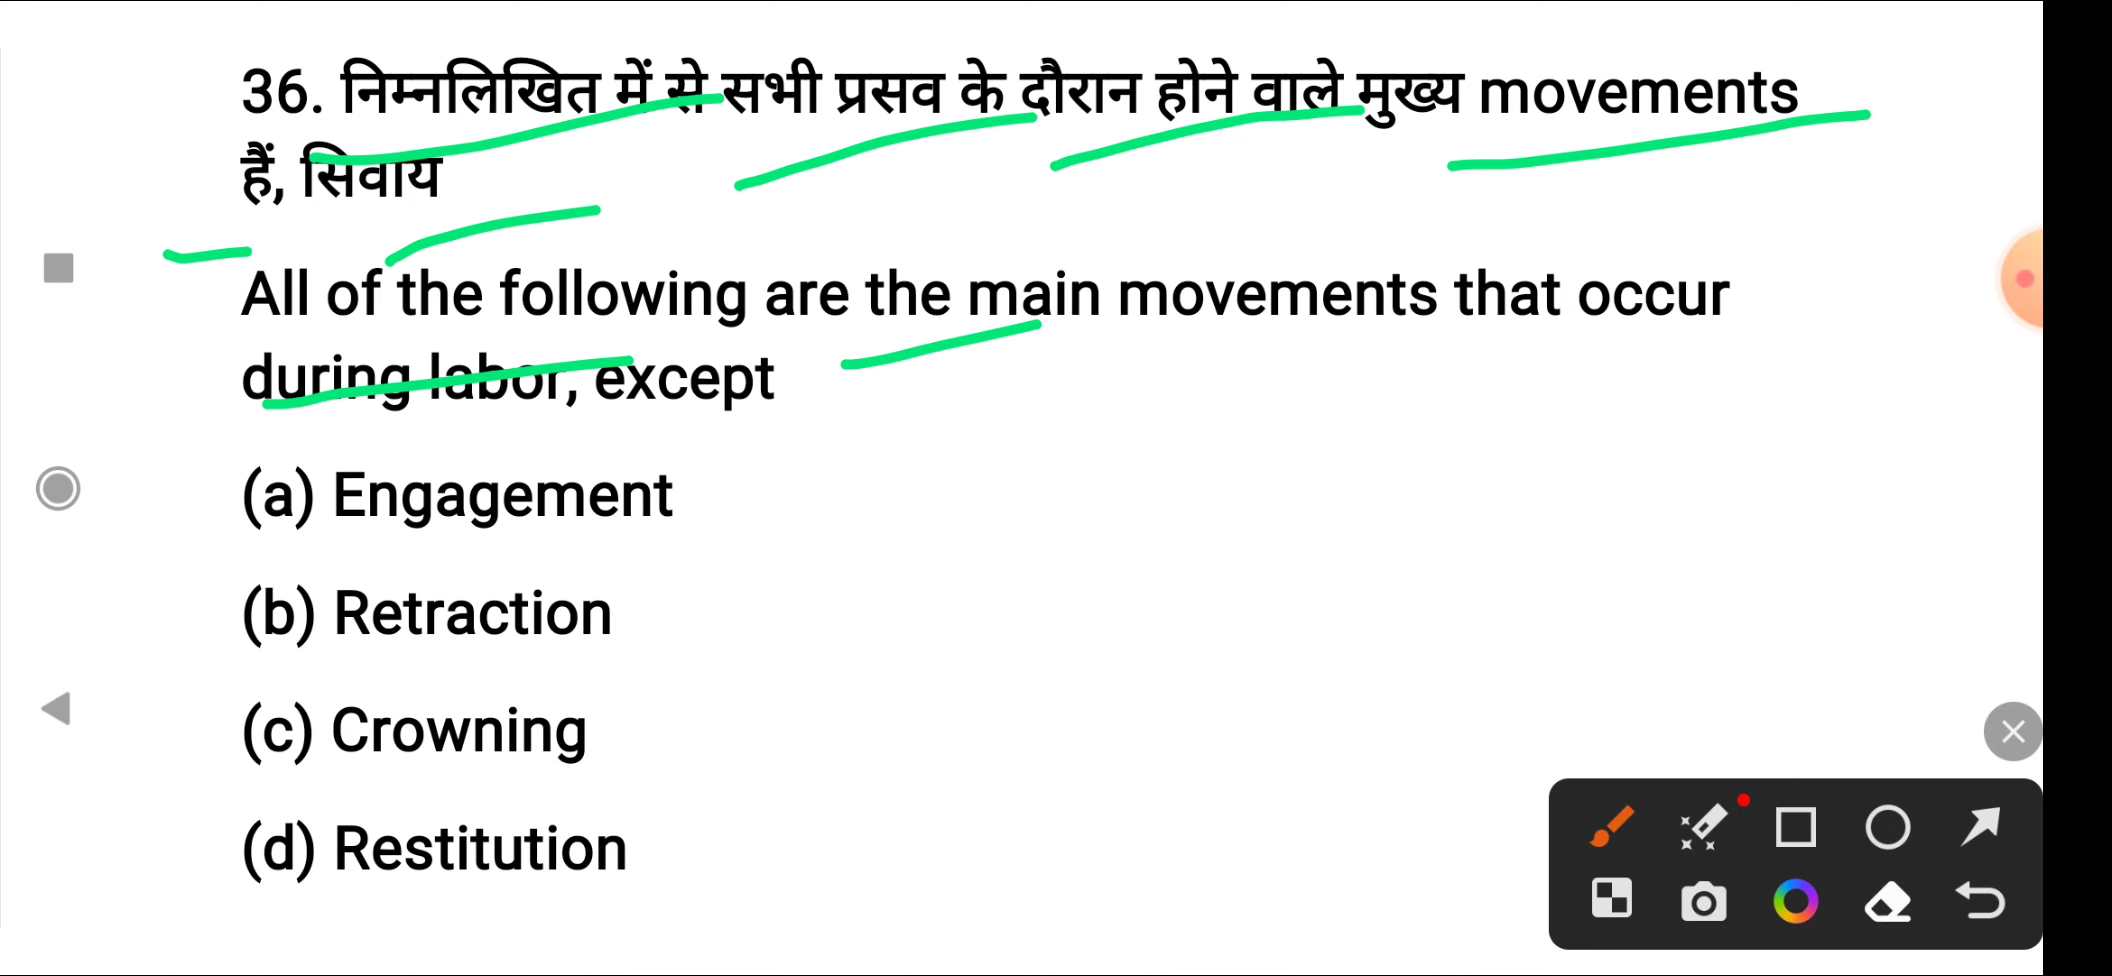 36. निम्नलिखित में से सभी प्रसव के दौरान होने वाले मुख्य movements
हैं, सिवाय
All of the following are the main movements that occur
during labor, except
(a) Engagement
(b) Retraction
(c) Crowning
(d) Restitution